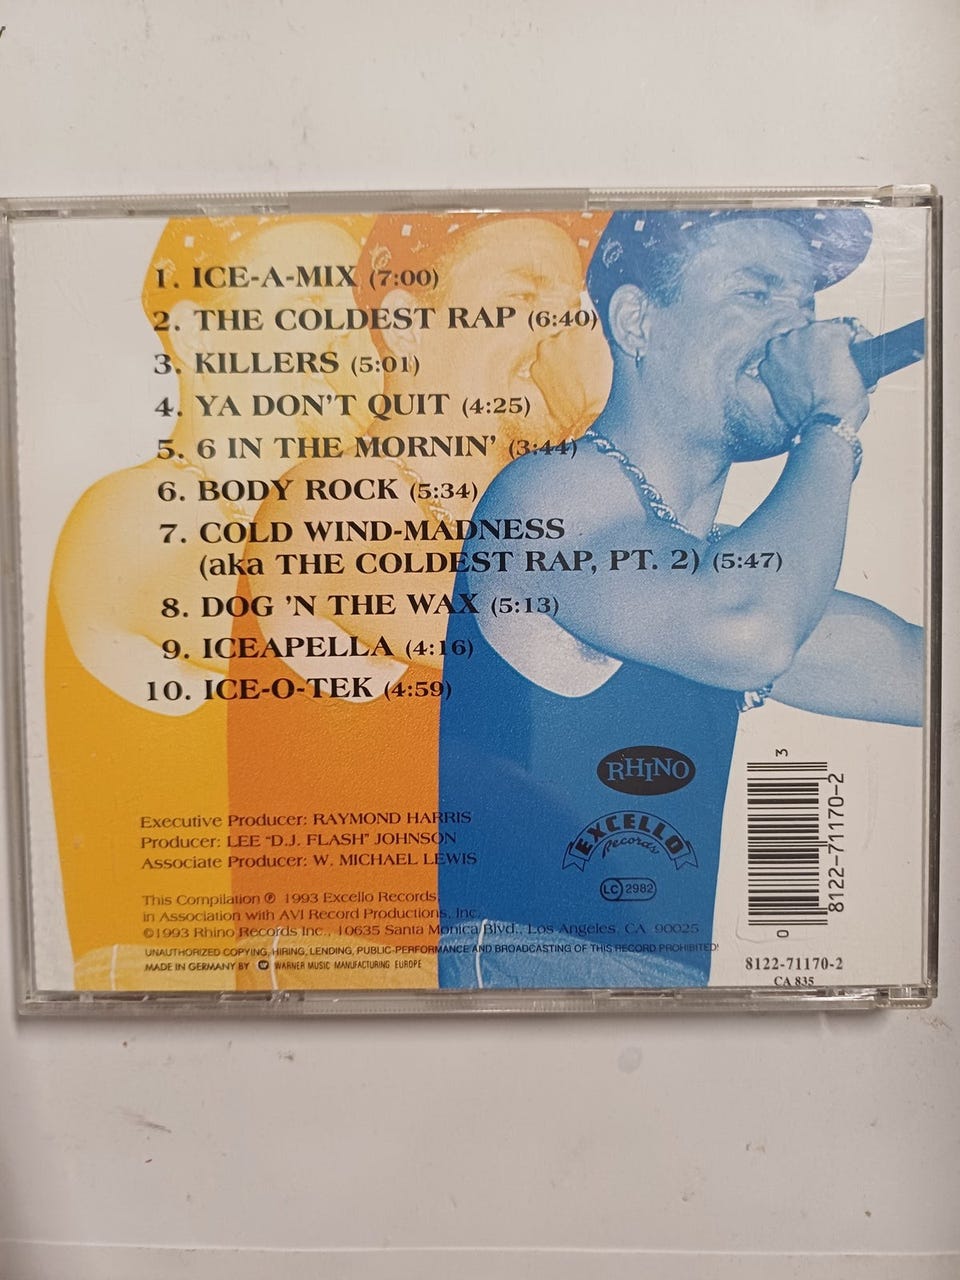 1. ICE-A-MIX (7:00)
2. THE COLDEST RAP (6:40)
3. KILLERS (5:01)
4. YA DON'T QUIT (4:25)
5. 6 IN THE MORNIN' (3:44)
6. BODY ROCK (5:34)
7. COLD WIND-MADNESS
(aka THE COLDEST RAP, PT. 2) (5:47)
8. DOG 'N THE WAX (5:13)
9. ICEAPELLA (4:16)
10. ICE-O-TEK (4:59)
RHINO
EXCELLO
Records
LC 2982
Executive Producer: RAYMOND HARRIS
Producer: LEE "D.J. FLASH" JOHNSON
Associate Producer: W. MICHAEL LEWIS
This Compilation ℗ 1993 Excello Records,
in Association with AVI Record Productions, Inc.
©1993 Rhino Records Inc., 10635 Santa Monica Blvd., Los Angeles, CA 90025
UNAUTHORIZED COPYING, HIRING, LENDING, PUBLIC-PERFORMANCE AND BROADCASTING OF THIS RECORD PROHIBITED!
MADE IN GERMANY BY WARNER MUSIC MANUFACTURING EUROPE
0 8122-71170-2 3
8122-71170-2
CA 835